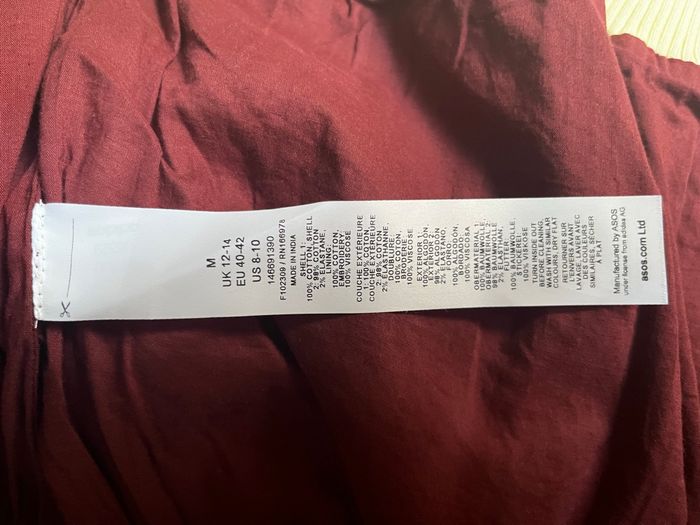 M
UK 12-14
EU 40-42
US 8-10
146691390
F102309 / RN166978
MADE IN INDIA
SHELL 1:
100% COTTON, SHELL
2: 98% COTTON
2% ELASTANE,
LINING:
100% COTTON,
EMBROIDERY:
100% VISCOSE
COUCHE EXTÉRIEURE
1: 100% COTON,
COUCHE EXTÉRIEURE
2: 98% COTON
2% ÉLASTHANNE,
DOUBLURE:
100% COTON,
BRODERIE:
100% VISCOSE
EXTERIOR 1:
100% ALGODÓN,
EXTERIOR 2:
98% ALGODÓN
2% ELASTANO,
100% ALGODÓN,
BORDADO:
100% VISCOSA
OBERMATERIAL 1:
100% BAUMWOLLE,
OBERMATERIAL 2:
98% BAUMWOLLE
2% ELASTHAN,
FUTTER:
100% BAUMWOLLE,
STICKEREI:
100% VISKOSE
TURN INSIDE OUT
BEFORE CLEANING,
WASH WITH SIMILAR
COLOURS, DRY FLAT
RETOURNER SUR
L'ENVERS AVANT
LAVAGE, LAVER AVEC
DES COULEURS
SIMILAIRES, SÉCHER
À PLAT
Manufactured by ASOS
under license from adidas AG
asos.com Ltd